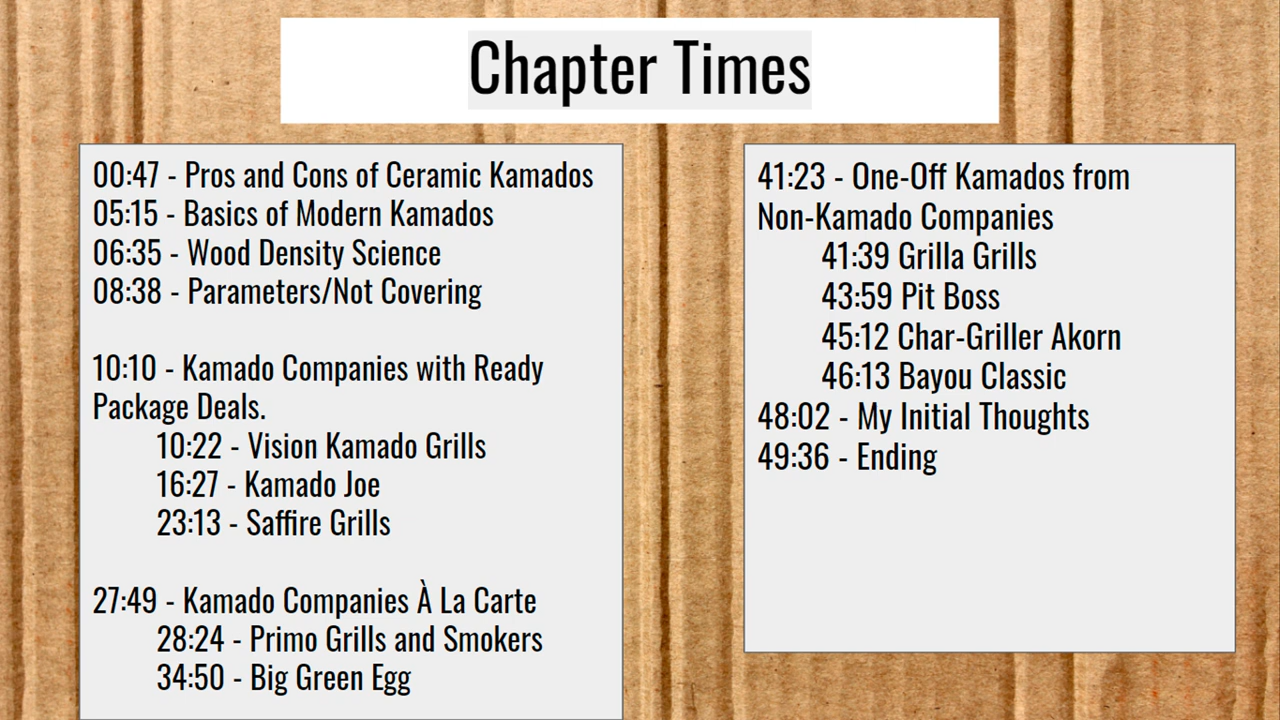 Chapter Times
00:47 - Pros and Cons of Ceramic Kamados
05:15 - Basics of Modern Kamados
06:35 - Wood Density Science
08:38 - Parameters/Not Covering
10:10 - Kamado Companies with Ready
Package Deals.
10:22 - Vision Kamado Grills
16:27 - Kamado Joe
23:13 - Saffire Grills
27:49 - Kamado Companies À La Carte
28:24 - Primo Grills and Smokers
34:50 - Big Green Egg
41:23 - One-Off Kamados from
Non-Kamado Companies
41:39 Grilla Grills
43:59 Pit Boss
45:12 Char-Griller Akorn
46:13 Bayou Classic
48:02 - My Initial Thoughts
49:36 - Ending